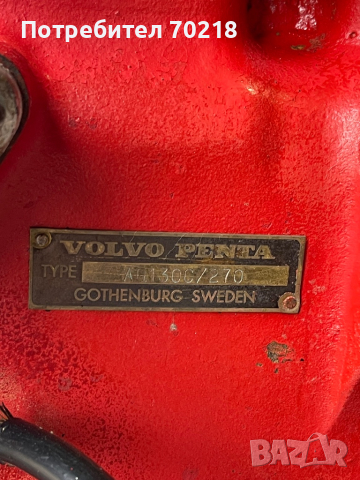 Потребител 70218
VOLVO PENTA
TYPE AQ130C/270
GOTHENBURG SWEDEN
BAZAR